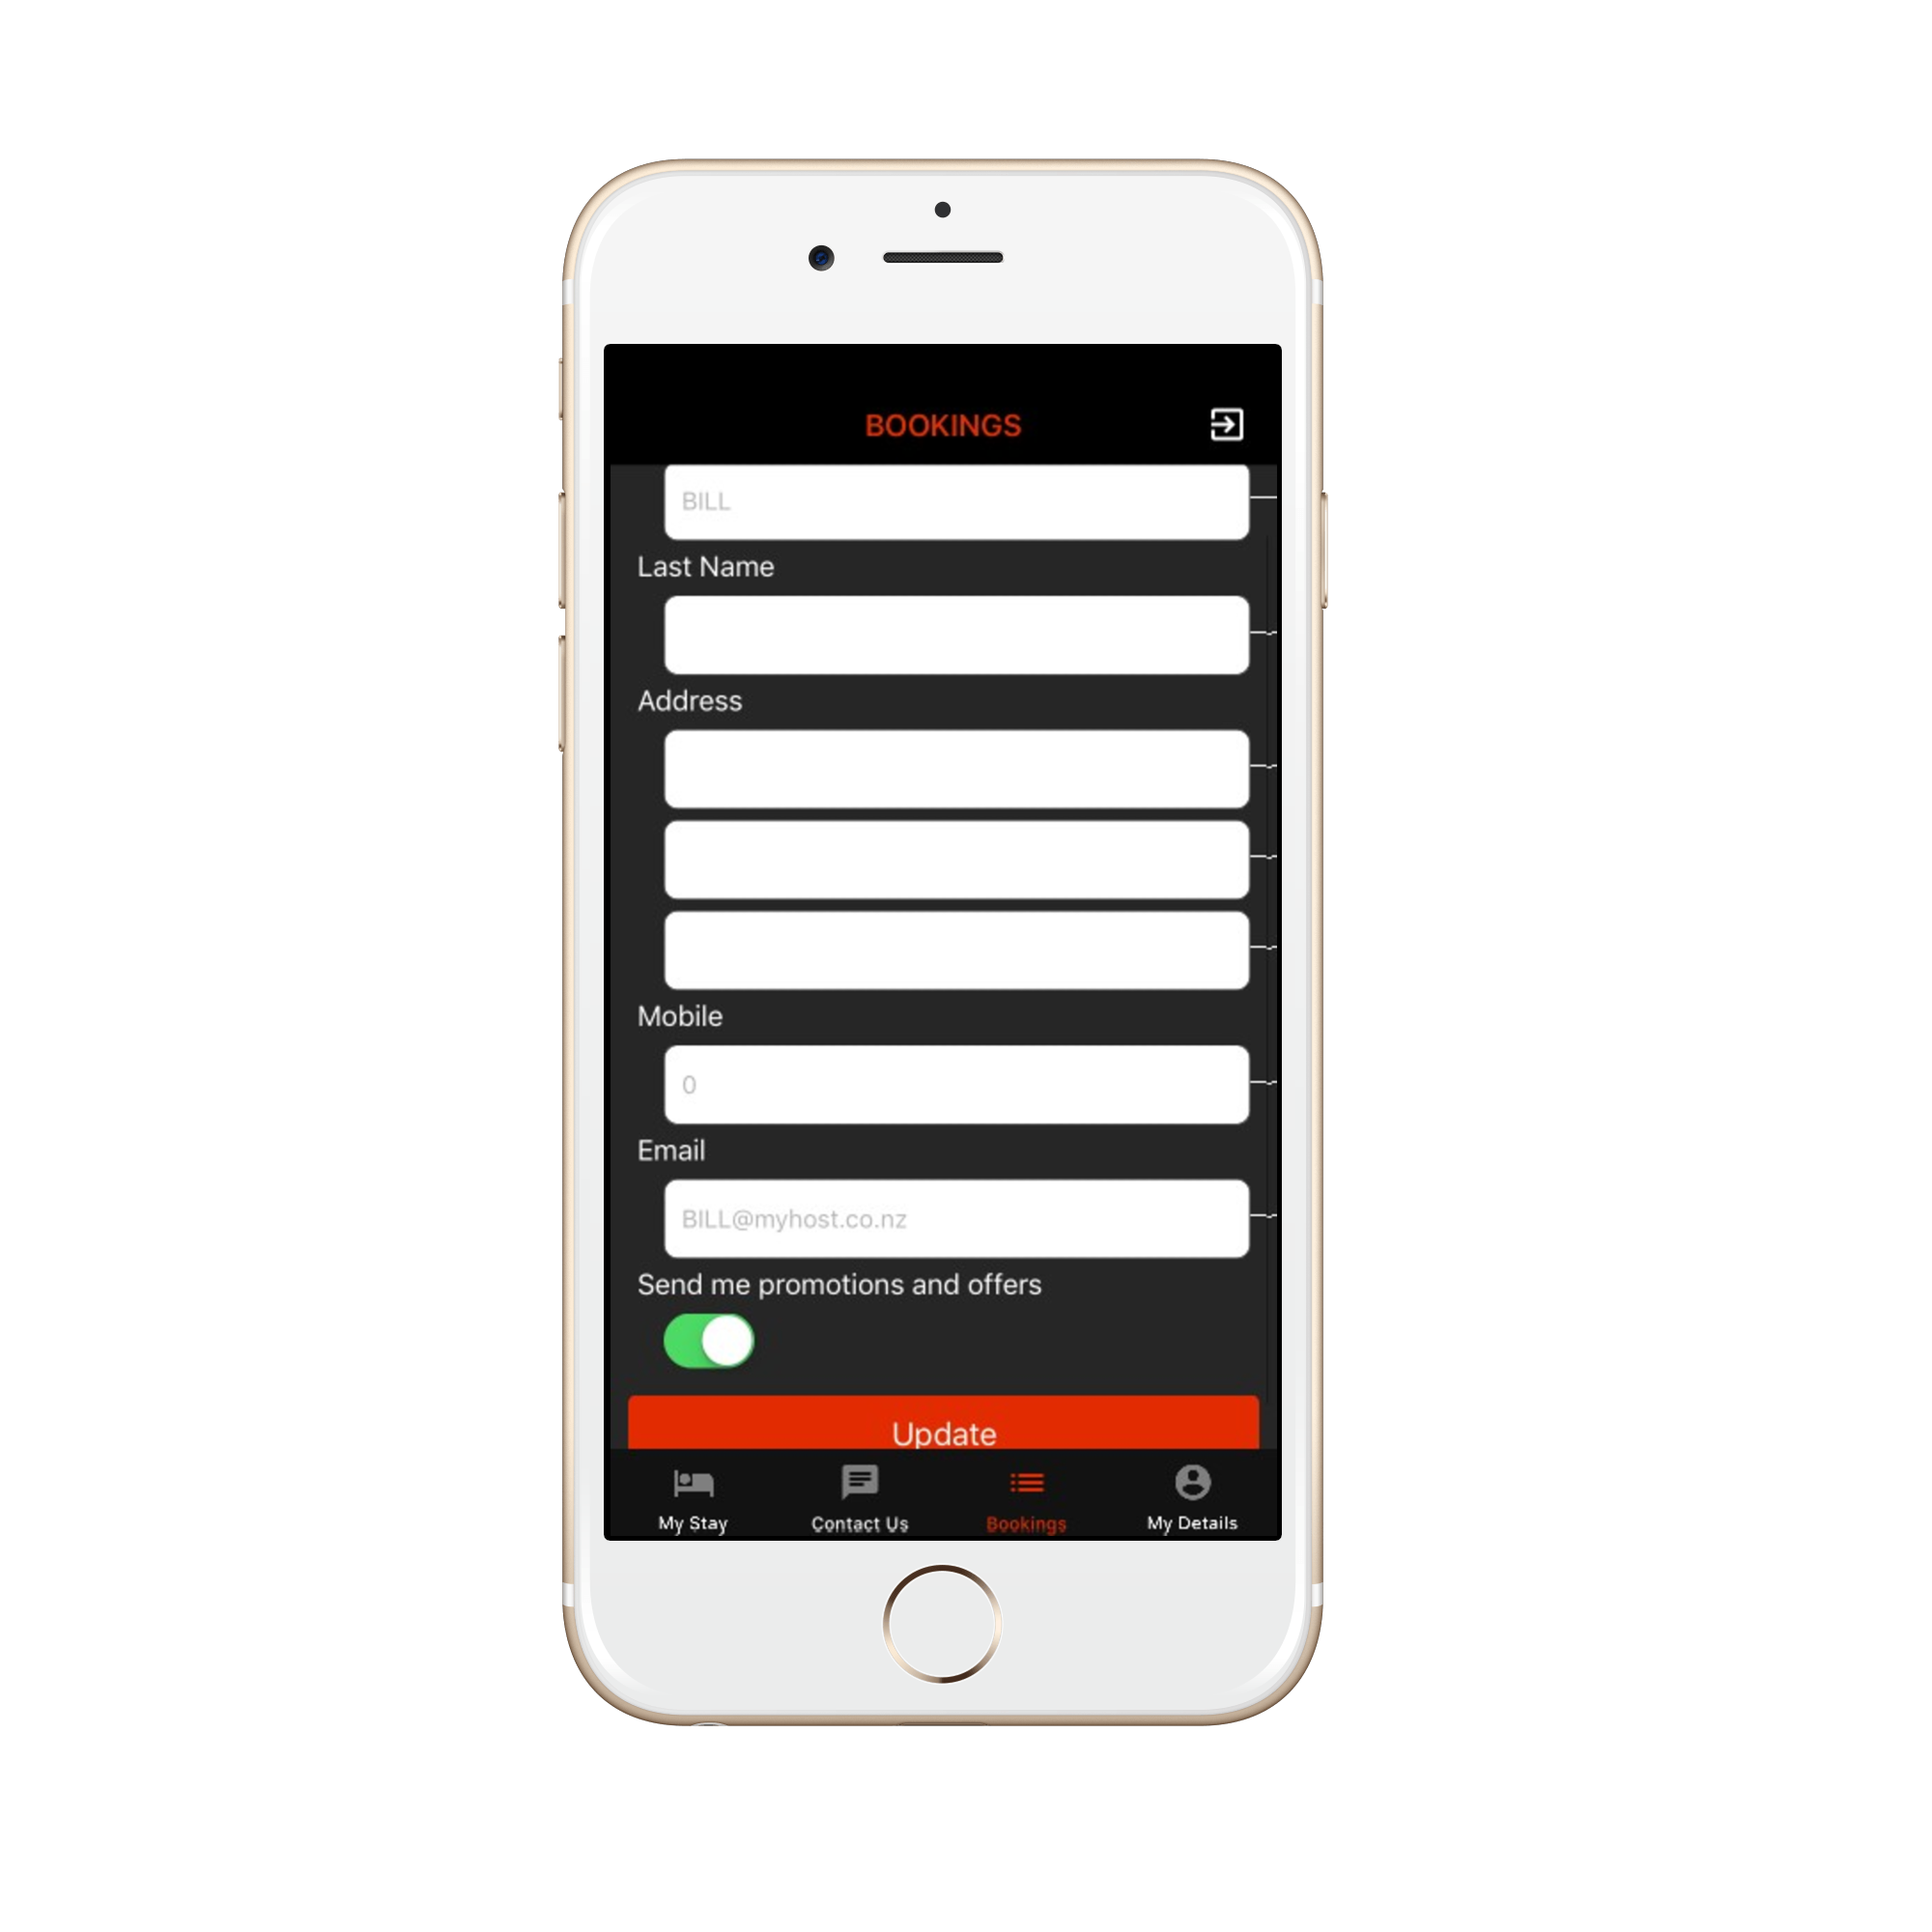 BOOKINGS
BILL
Last Name
Address
Mobile
0
Email
BILL@myhost.co.nz
Send me promotions and offers
Update
My Stay
Contact Us
Bookings
My Details